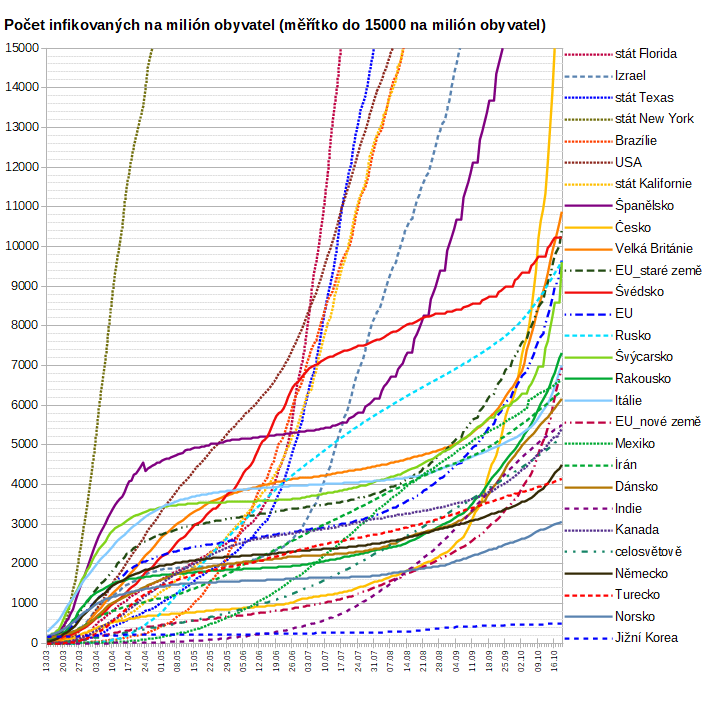 Počet infikovaných na milión obyvatel (měřítko do 15000 na milión obyvatel)
15000
14000
13000
12000
11000
10000
9000
8000
7000
6000
5000
4000
3000
2000
1000
0
13.03
20.03
27.03
03.04
10.04
17.04
24.04
01.05
08.05
15.05
22.05
29.05
05.06
12.06
19.06
26.06
03.07
10.07
17.07
24.07
31.07
07.08
14.08
21.08
28.08
04.09
11.09
18.09
25.09
02.10
09.10
16.10
stát Florida
Izrael
stát Texas
stát New York
Brazílie
USA
stát Kalifornie
Španělsko
Česko
Velká Británie
EU_staré země
Švédsko
EU
Rusko
Švýcarsko
Rakousko
Itálie
EU_nové země
Mexiko
Írán
Dánsko
Indie
Kanada
celosvětově
Německo
Turecko
Norsko
Jižní Korea